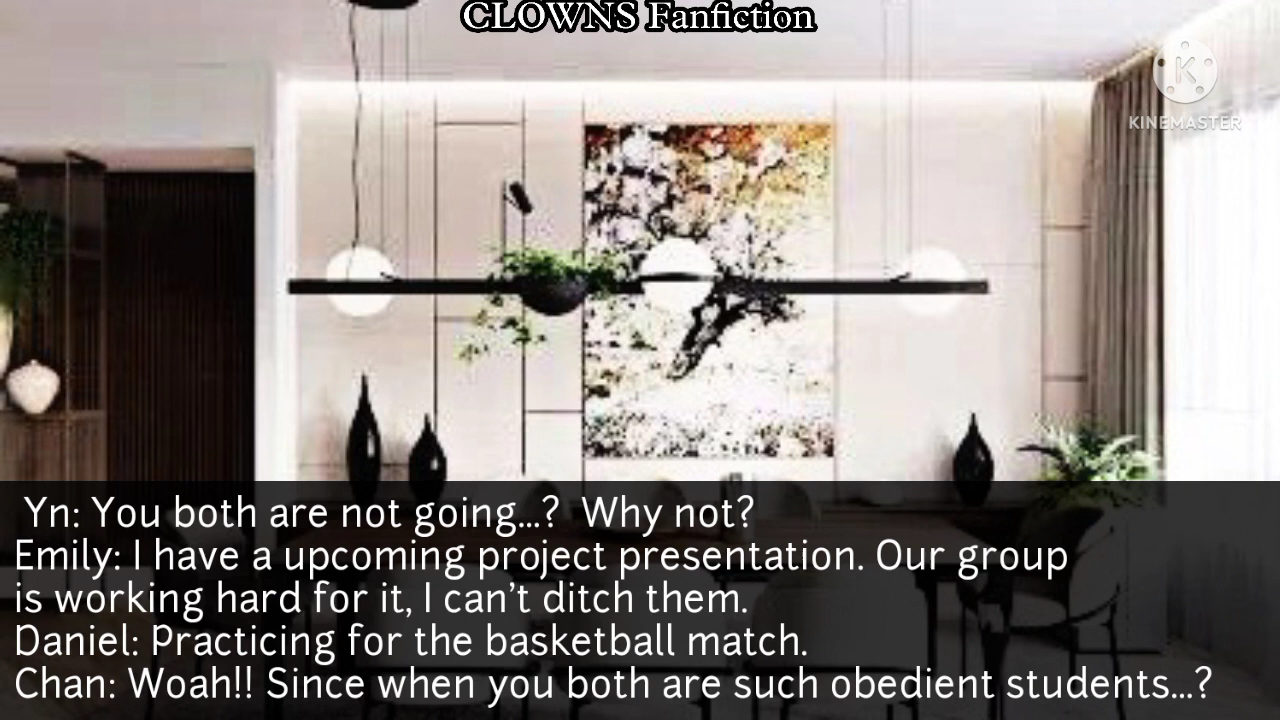 CLOWNS Fanfiction
K
KINEMASTER
Yn: You both are not going...? Why not?
Emily: I have a upcoming project presentation. Our group
is working hard for it, I can't ditch them.
Daniel: Practicing for the basketball match.
Chan: Woah!! Since when you both are such obedient students...?